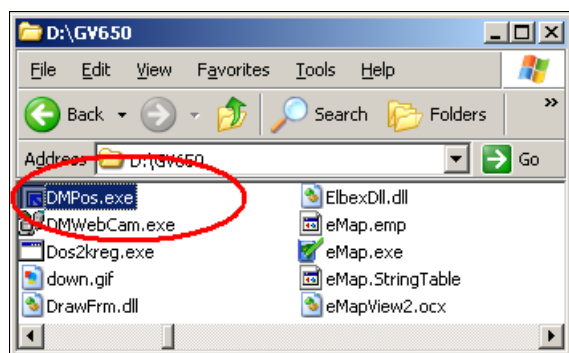 D:\GV650
File Edit View Favorites Tools Help
Back Search Folders »
Address D:\GV650 Go
DMPos.exe
DMWebCam.exe
Dos2kreg.exe
down.gif
DrawFrm.dll
ElbexDll.dll
eMap.emp
eMap.exe
eMap.StringTable
eMapView2.ocx